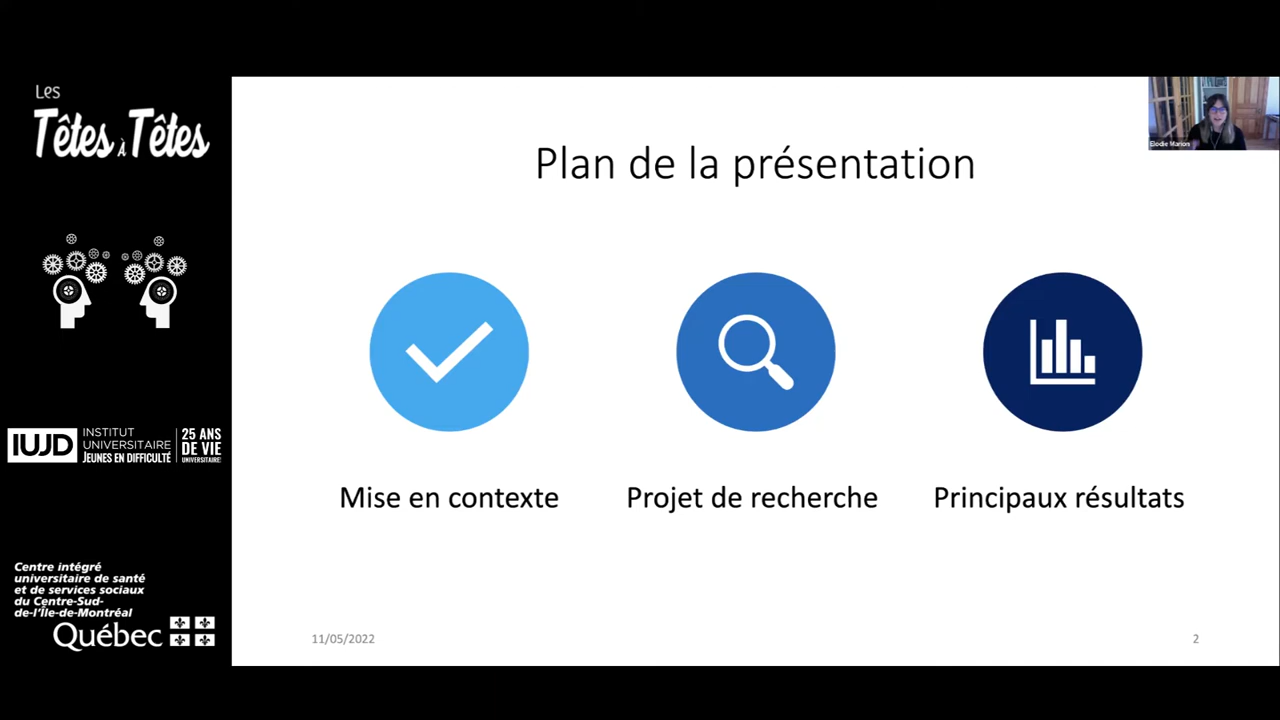 Les
Têtes à Têtes
IUJD
INSTITUT
UNIVERSITAIRE
JEUNES EN DIFFICULTÉ
25 ANS
DE VIE
UNIVERSITAIRE!
Centre intégré
universitaire de santé
et de services sociaux
du Centre-Sud-
de-l'Île-de-Montréal
Québec
Elodie Marion
Plan de la présentation
Mise en contexte
Projet de recherche
Principaux résultats
11/05/2022
2